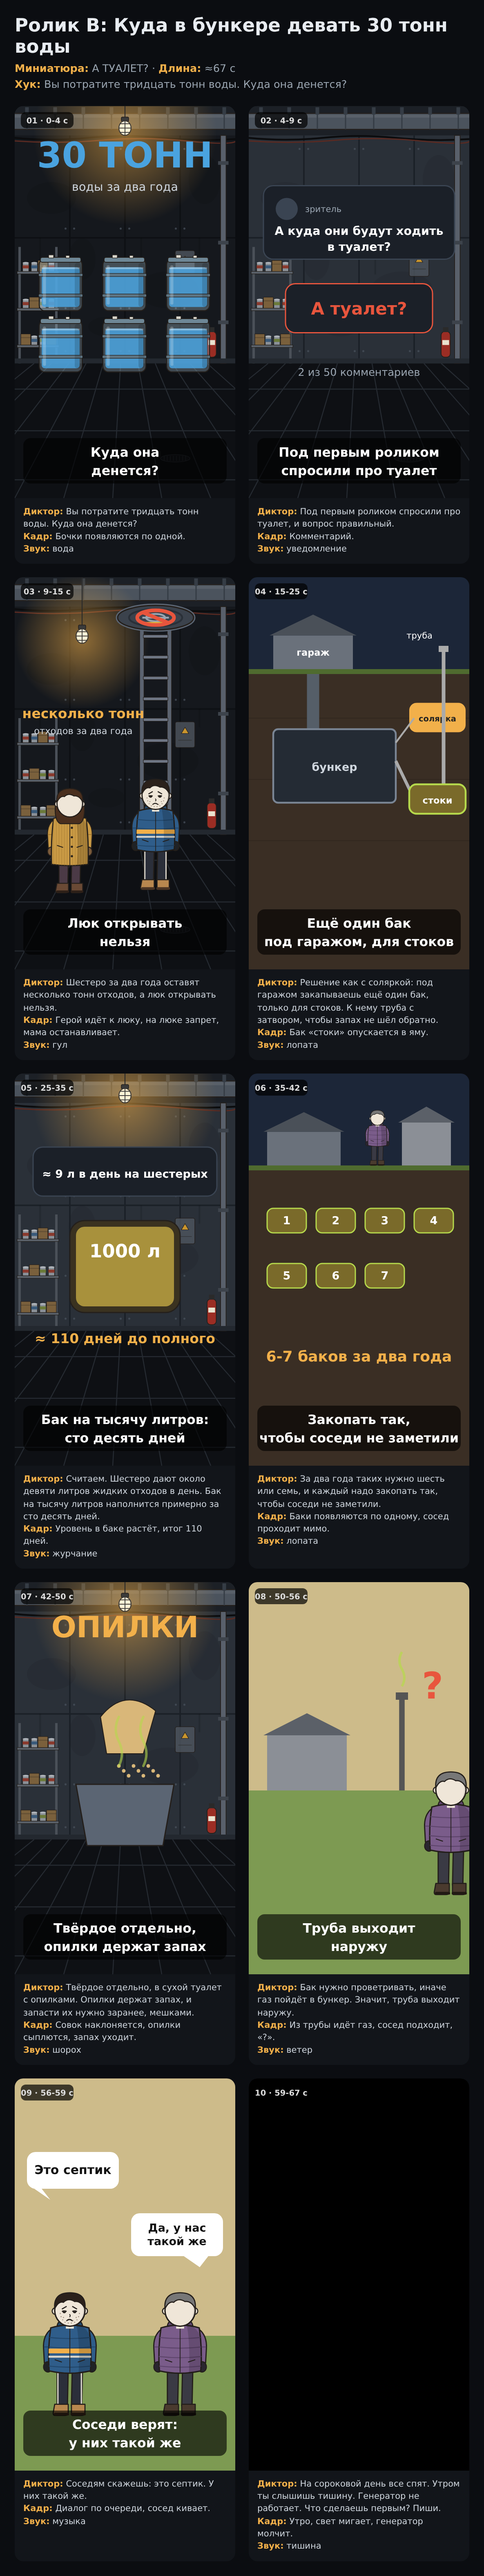 Ролик B: Куда в бункере девать 30 тонн
воды
Миниатюра: А ТУАЛЕТ? · Длина: ≈67 с
Хук: Вы потратите тридцать тонн воды. Куда она денется?
01 · 0-4 с
30 ТОНН
воды за два года
Куда она
денется?
Диктор: Вы потратите тридцать тонн
воды. Куда она денется?
Кадр: Бочки появляются по одной.
Звук: вода
02 · 4-9 с
зритель
А куда они будут ходить
в туалет?
А туалет?
2 из 50 комментариев
Под первым роликом
спросили про туалет
Диктор: Под первым роликом спросили про
туалет, и вопрос правильный.
Кадр: Комментарий.
Звук: уведомление
03 · 9-15 с
несколько тонн
отходов за два года
Люк открывать
нельзя
Диктор: Шестеро за два года оставят
несколько тонн отходов, а люк открывать
нельзя.
Кадр: Герой идёт к люку, на люке запрет,
мама останавливает.
Звук: гул
04 · 15-25 с
труба
гараж
солярка
бункер
стоки
Ещё один бак
под гаражом, для стоков
Диктор: Решение как с соляркой: под
гаражом закапываешь ещё один бак,
только для стоков. К нему труба с
затвором, чтобы запах не шёл обратно.
Кадр: Бак «стоки» опускается в яму.
Звук: лопата
05 · 25-35 с
≈ 9 л в день на шестерых
1000 л
≈ 110 дней до полного
Бак на тысячу литров:
сто десять дней
Диктор: Считаем. Шестеро дают около
девяти литров жидких отходов в день. Бак
на тысячу литров наполнится примерно за
сто десять дней.
Кадр: Уровень в баке растёт, итог 110
дней.
Звук: журчание
06 · 35-42 с
1 2 3 4
5 6 7
6-7 баков за два года
Закопать так,
чтобы соседи не заметили
Диктор: За два года таких нужно шесть
или семь, и каждый надо закопать так,
чтобы соседи не заметили.
Кадр: Баки появляются по одному, сосед
проходит мимо.
Звук: лопата
07 · 42-50 с
ОПИЛКИ
Твёрдое отдельно,
опилки держат запах
Диктор: Твёрдое отдельно, в сухой туалет
с опилками. Опилки держат запах, и
запасти их нужно заранее, мешками.
Кадр: Совок наклоняется, опилки
сыплются, запах уходит.
Звук: шорох
08 · 50-56 с
?
Труба выходит
наружу
Диктор: Бак нужно проветривать, иначе
газ пойдёт в бункер. Значит, труба выходит
наружу.
Кадр: Из трубы идёт газ, сосед подходит,
«?».
Звук: ветер
09 · 56-59 с
Это септик
Да, у нас
такой же
Соседи верят:
у них такой же
Диктор: Соседям скажешь: это септик. У
них такой же.
Кадр: Диалог по очереди, сосед кивает.
Звук: музыка
10 · 59-67 с
Диктор: На сороковой день все спят. Утром
ты слышишь тишину. Генератор не
работает. Что сделаешь первым? Пиши.
Кадр: Утро, свет мигает, генератор
молчит.
Звук: тишина